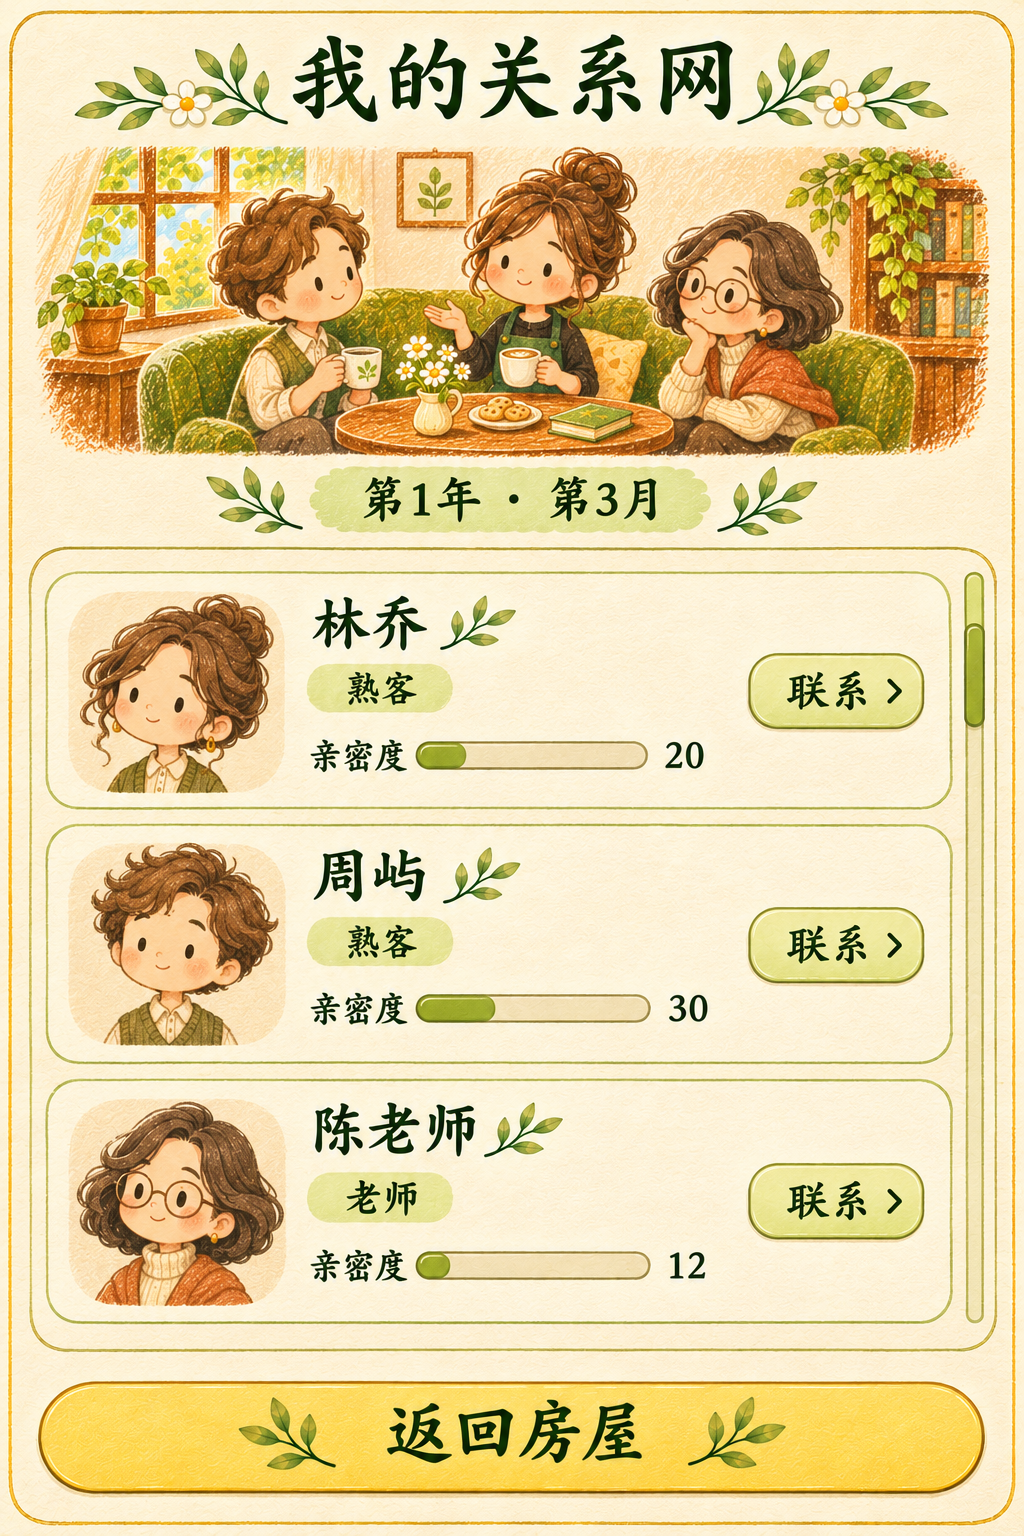 我的关系网
第1年 · 第3月
林乔
熟客
联系
亲密度 20
周屿
熟客
联系
亲密度 30
陈老师
老师
联系
亲密度 12
返回房屋